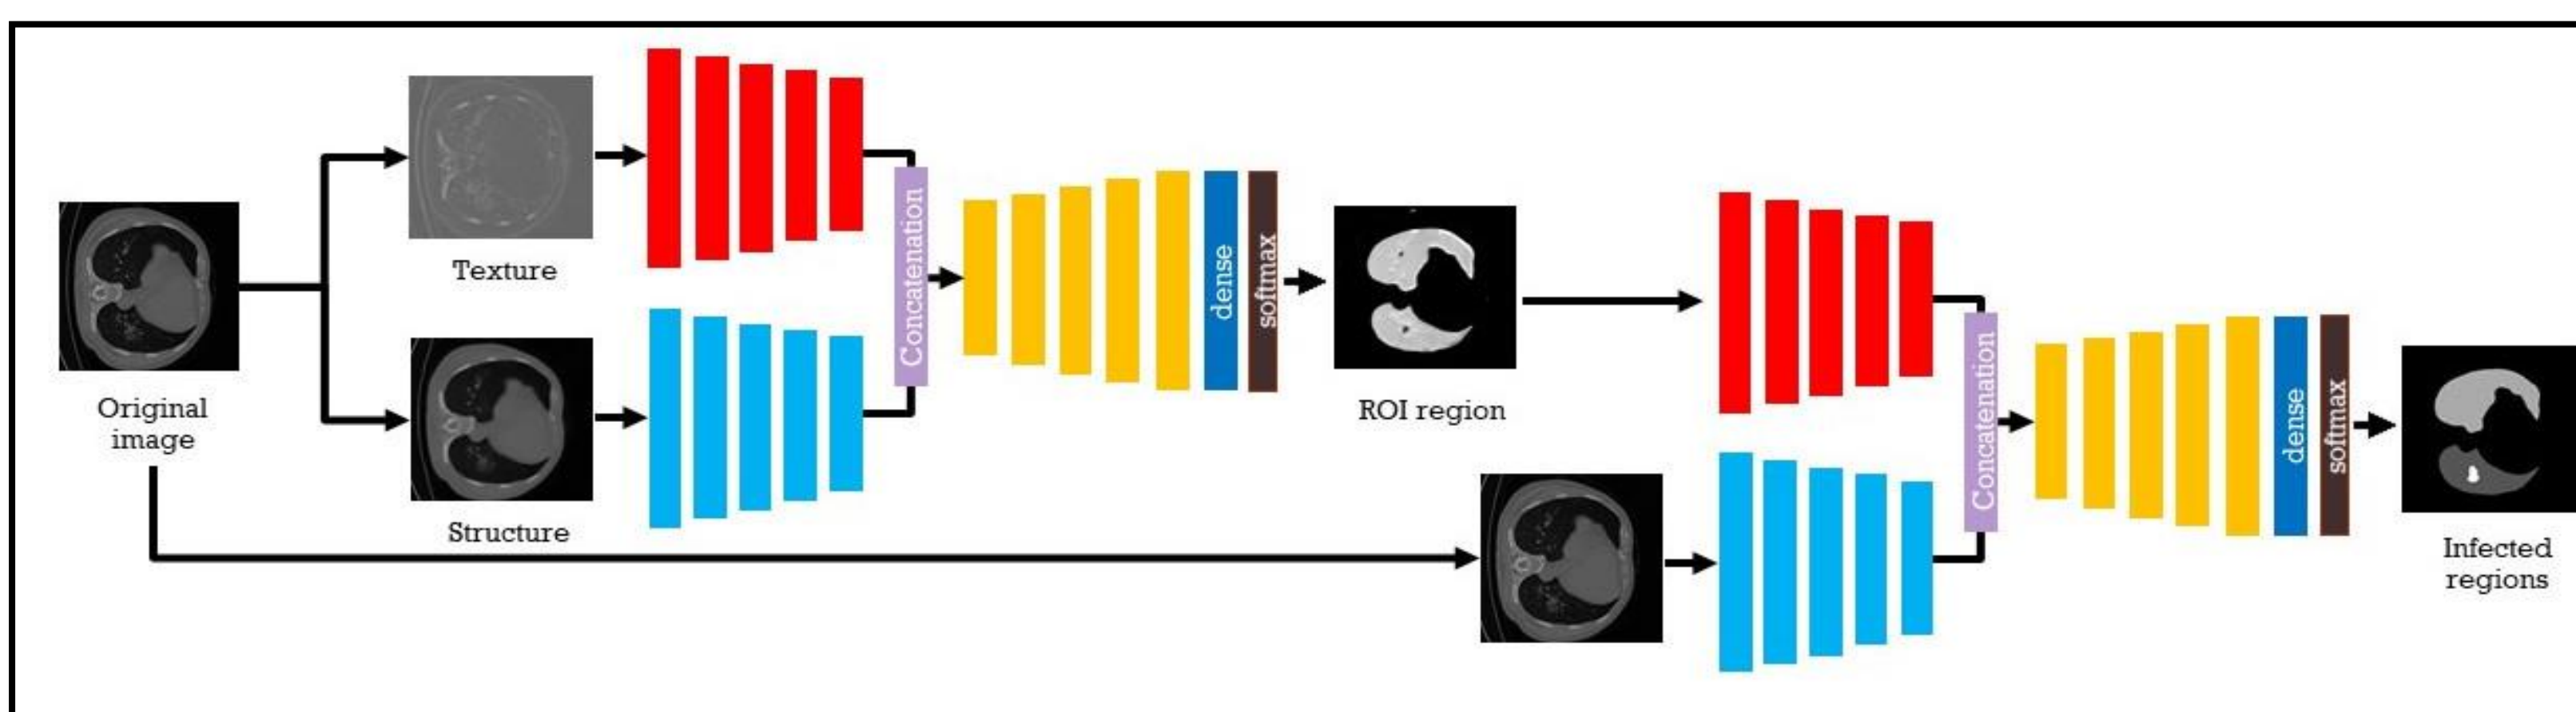 Original
image
Texture
Structure
Concatenation
dense
softmax
ROI region
Concatenation
dense
softmax
Infected
regions